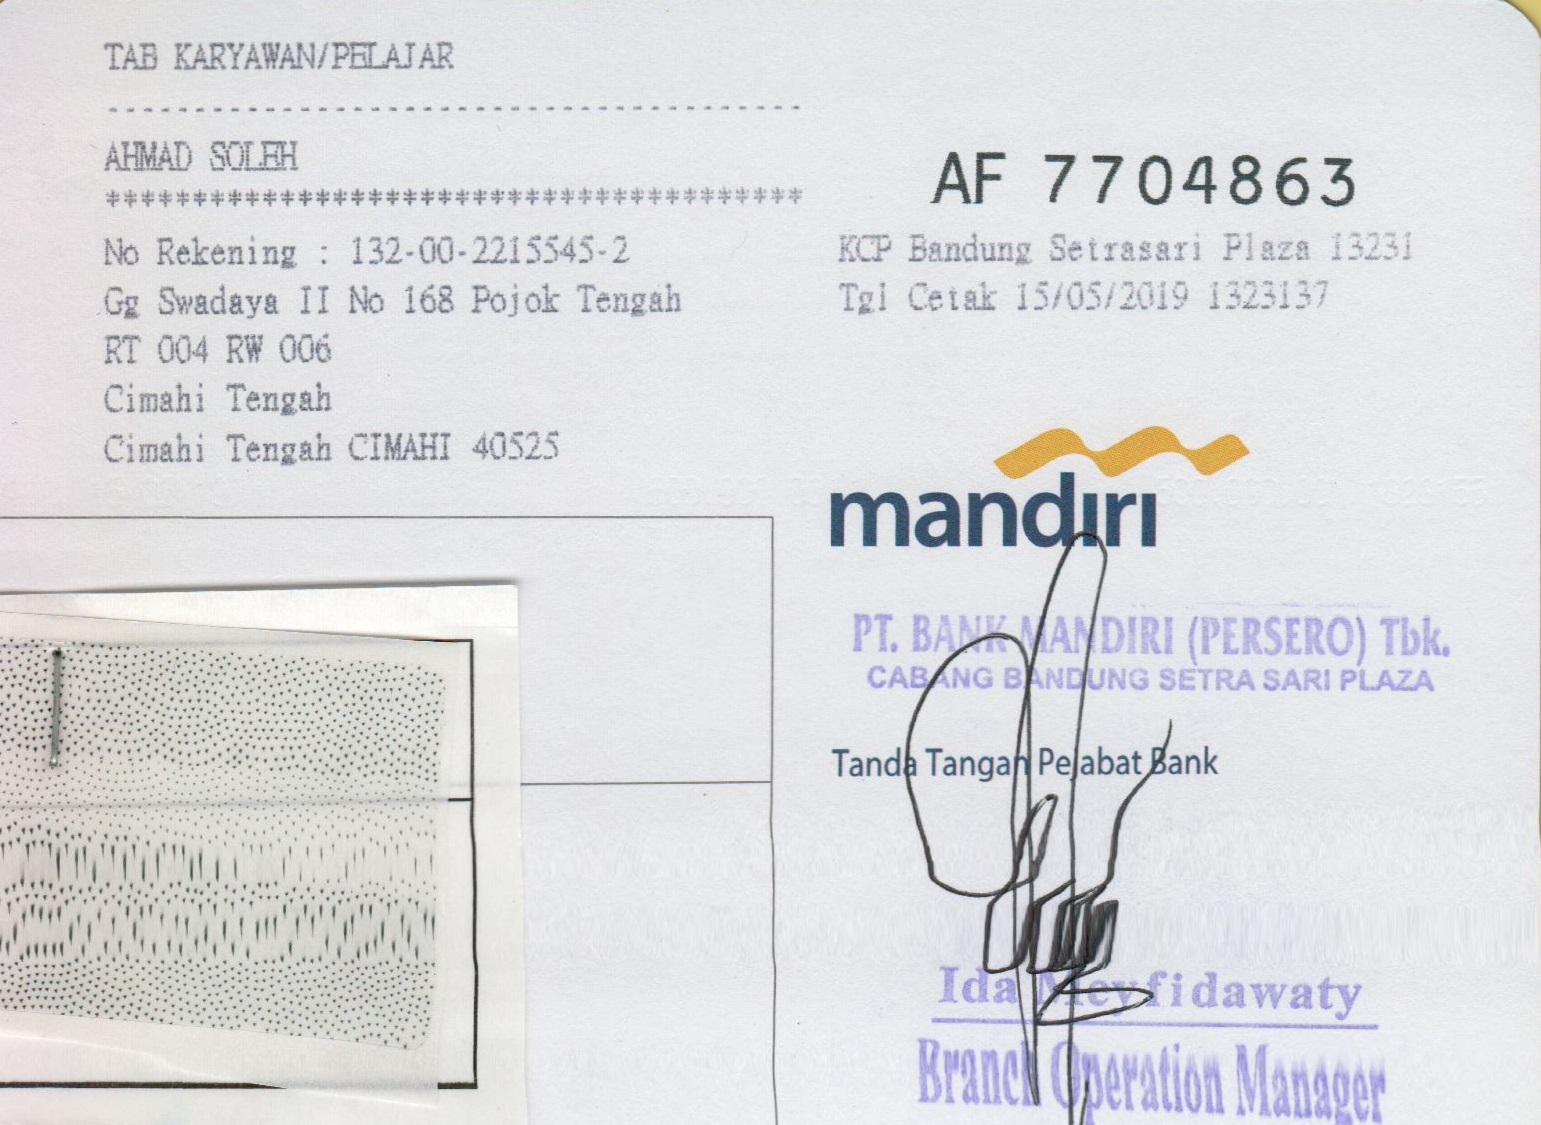 TAB KARYAWAN/PELAJAR
AHMAD SOLEH
***************************************
No Rekening : 132-00-2215545-2
Gg Swadaya II No 168 Pojok Tengah
RT 004 RW 006
Cimahi Tengah
Cimahi Tengah CIMAHI 40525
AF 7704863
KCP Bandung Setrasari Plaza 13231
Tgl Cetak 15/05/2019 1323137
mandiri
PT. BANK MANDIRI (PERSERO) Tbk.
CABANG BANDUNG SETRA SARI PLAZA
Tanda Tangan Pejabat Bank
Ida Meyfidawaty
Branch Operation Manager